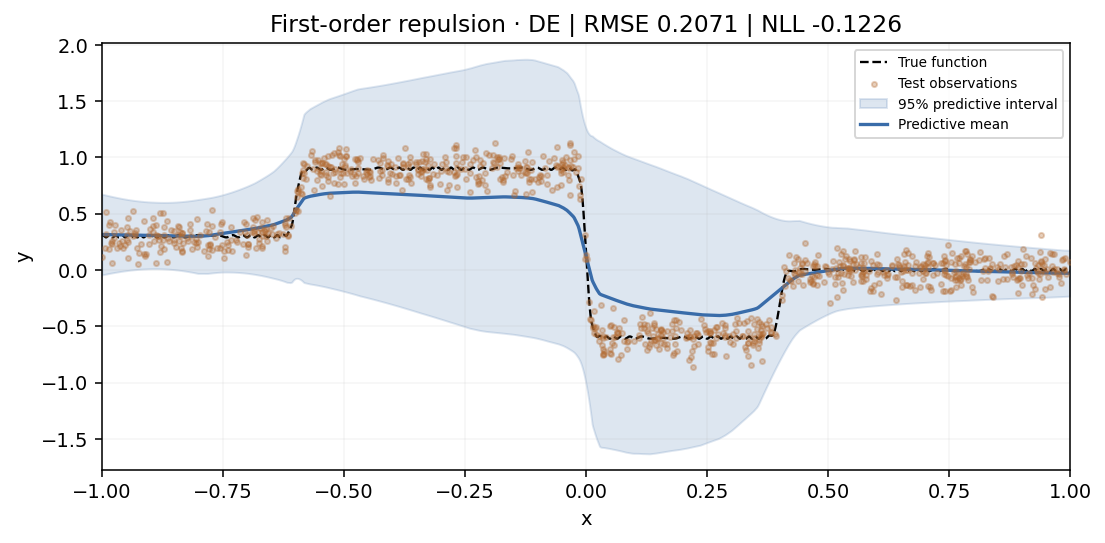 First-order repulsion · DE | RMSE 0.2071 | NLL -0.1226
True function
Test observations
95% predictive interval
Predictive mean
2.0
1.5
1.0
0.5
0.0
−0.5
−1.0
−1.5
y
−1.00
−0.75
−0.50
−0.25
0.00
0.25
0.50
0.75
1.00
x